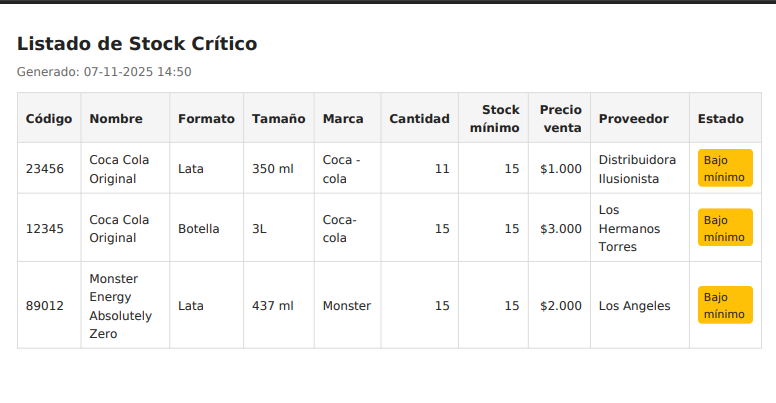 Listado de Stock Crítico
Generado: 07-11-2025 14:50
Código Nombre Formato Tamaño Marca Cantidad Stock mínimo Precio venta Proveedor Estado
23456 Coca Cola Original Lata 350 ml Coca - cola 11 15 $1.000 Distribuidora Ilusionista Bajo mínimo
12345 Coca Cola Original Botella 3L Coca-cola 15 15 $3.000 Los Hermanos Torres Bajo mínimo
89012 Monster Energy Absolutely Zero Lata 437 ml Monster 15 15 $2.000 Los Angeles Bajo mínimo